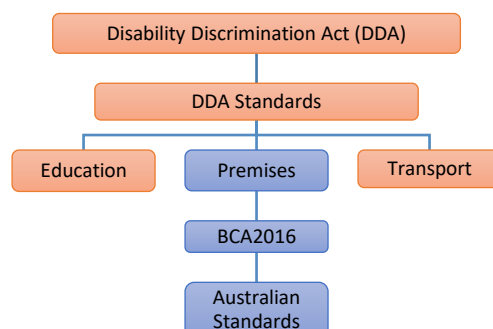 Disability Discrimination Act (DDA)
DDA Standards
Education
Premises
Transport
BCA2016
Australian
Standards